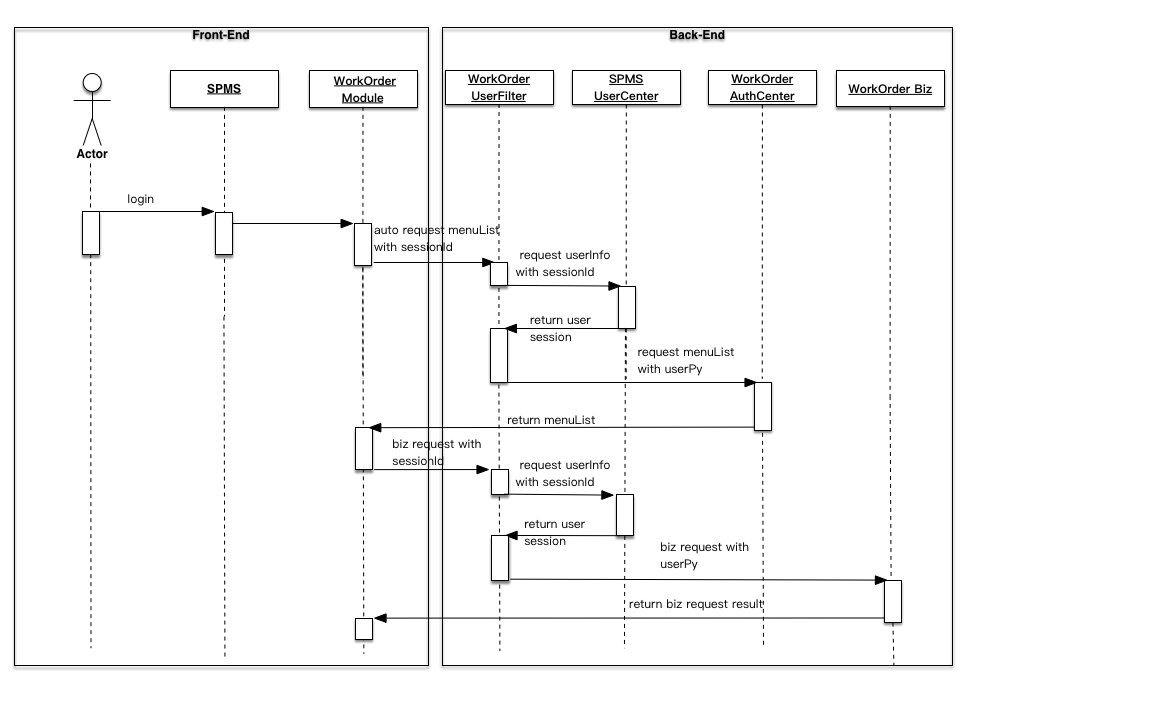 Front-End
Back-End
SPMS
WorkOrder
Module
WorkOrder
UserFilter
SPMS
UserCenter
WorkOrder
AuthCenter
WorkOrder Biz
Actor
login
auto request menuList
with sessionId
request userInfo
with sessionId
return user
session
request menuList
with userPy
return menuList
biz request with
sessionId
request userInfo
with sessionId
return user
session
biz request with
userPy
return biz request result